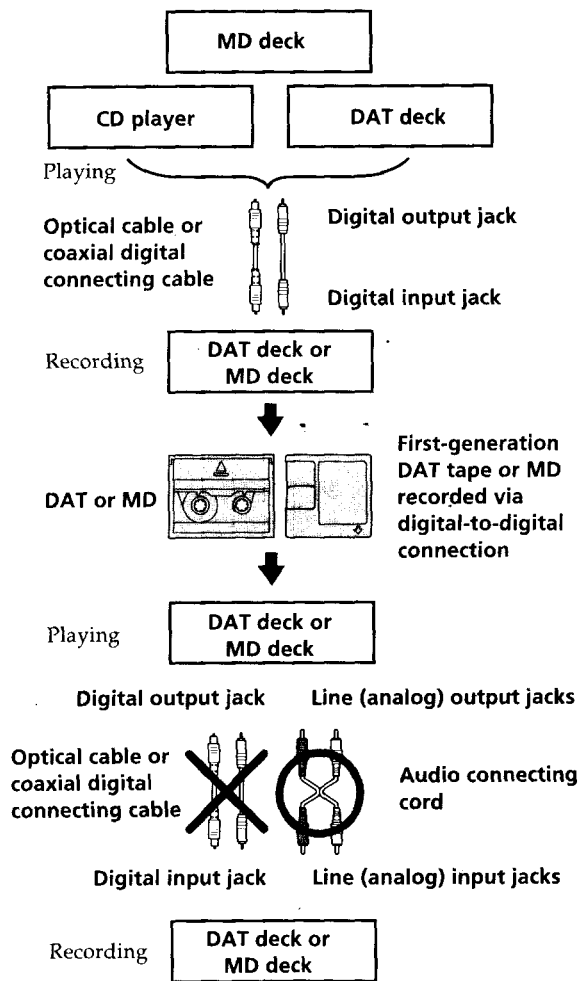 MD deck
CD player
DAT deck
Playing
Optical cable or
coaxial digital
connecting cable
Digital output jack
Digital input jack
Recording
DAT deck or
MD deck
DAT or MD
First-generation
DAT tape or MD
recorded via
digital-to-digital
connection
Playing
DAT deck or
MD deck
Digital output jack
Line (analog) output jacks
Optical cable or
coaxial digital
connecting cable
Audio connecting
cord
Digital input jack
Line (analog) input jacks
Recording
DAT deck or
MD deck